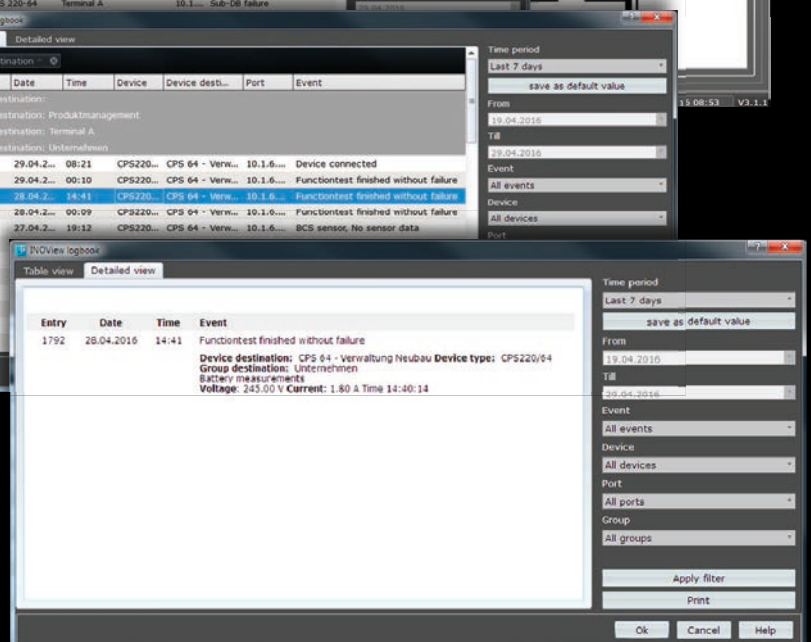 220-64 Terminal A 10.1.... Sub-DB failure
29.04.2016
logbook
Detailed view
Time period
Last 7 days
save as default value
From
19.04.2016
Till
29.04.2016
Event
All events
Device
All devices
Port
Date Time Device Device desti... Port Event
destination:
destination: Produktmanagement
destination: Terminal A
destination: Unternehmen
29.04.2... 08:21 CPS220... CPS 64 - Verw... 10.1.6.... Device connected
29.04.2... 00:10 CPS220... CPS 64 - Verw... 10.1.6.... Functiontest finished without failure
28.04.2... 14:41 CPS220... CPS 64 - Verw... 10.1.6.... Functiontest finished without failure
28.04.2... 00:09 CPS220... CPS 64 - Verw... 10.1.6.... Functiontest finished without failure
27.04.2... 19:12 CPS220... CPS 64 - Verw... 10.1.6.... BCS sensor, No sensor data
08:53 V3.1.1
INOView logbook
Table view Detailed view
Entry Date Time Event
1792 28.04.2016 14:41 Functiontest finished without failure
Device destination: CPS 64 - Verwaltung Neubau Device type: CPS220/64
Group destination: Unternehmen
Battery measurements
Voltage: 245.00 V Current: 1.80 A Time 14:40:14
Time period
Last 7 days
save as default value
From
19.04.2016
Till
29.04.2016
Event
All events
Device
All devices
Port
All ports
Group
All groups
Apply filter
Print
Ok Cancel Help